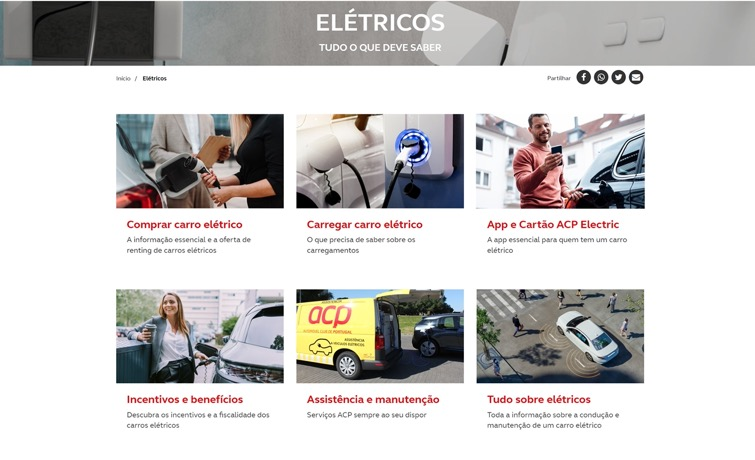 ELÉTRICOS
TUDO O QUE DEVE SABER
Início / Elétricos
Partilhar
Comprar carro elétrico
A informação essencial e a oferta de
renting de carros elétricos
Carregar carro elétrico
O que precisa de saber sobre os
carregamentos
App e Cartão ACP Electric
A app essencial para quem tem um carro
elétrico
ASSISTÊNCIA
acp
AUTOMÓVEL CLUB DE PORTUGAL
ASSISTÊNCIA
A VEÍCULOS ELÉTRICOS
Incentivos e benefícios
Descubra os incentivos e a fiscalidade dos
carros elétricos
Assistência e manutenção
Serviços ACP sempre ao seu dispor
Tudo sobre elétricos
Toda a informação sobre a condução e
manutenção de um carro elétrico